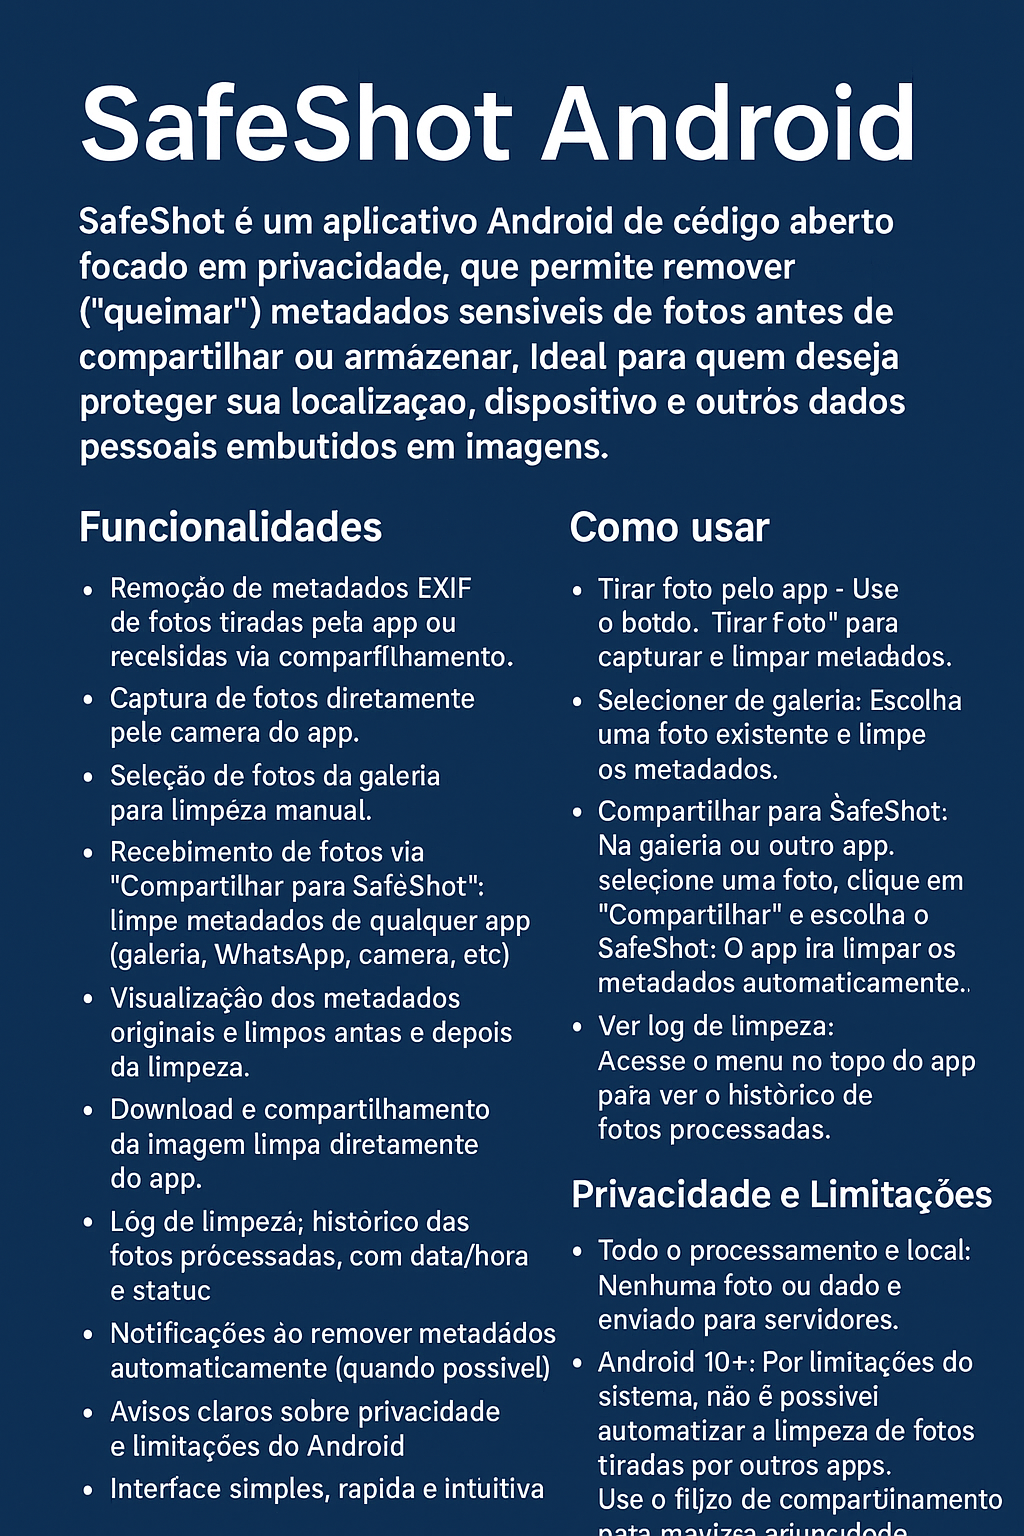 SafeShot Android
SafeShot é um aplicativo Android de cédigo aberto
focado em privacidade, que permite remover
("queimar") metadados sensiveis de fotos antes de
compartilhar ou armázenar, Ideal para quem deseja
proteger sua localizaçao, dispositivo e outròs dados
pessoais embutidos em imagens.
Funcionalidades
• Remoçảo de metadados EXIF
de fotos tiradas peła app ou
recelsidas via comparfílhamento.
• Captura de fotos diretamente
pele camera do app.
• Seleção de fotos da galeria
para limpéza manual.
• Recebimento de fotos via
"Compartilhar para SafèShot":
limpe metadados de qualquer app
(galeria, WhatsApp, camera, etc)
• Visualização dos metadados
originais e limpos antas e depois
da limpeza.
• Download e compartilhamento
da imagem limpa diretamente
do app.
• Lóg de limpezá; histórico das
fotos prócessadas, com data/hora
e statuc
• Notificações ào remover metadádos
automaticamente (quando possivel)
• Avisos claros sobre privacidade
e limitações do Android
• Interface simples, rapida e intuitiva
Como usar
• Tirar foto pelo app - Use
o botdo. Tirar Foto" para
capturar e limpar metadados.
• Selecioner de galeria: Escolha
uma foto existente e limpe
os metadados.
• Compartilhar para S̀afeShot:
Na gaieria ou outro app.
seleçione uma foto, clique em
"Compartilhar" e escolha o
SafeShot: O app ira limpar os
metadados automaticamente..
• Ver log de limpeza:
Acesse o menu no topo do app
para ver o històrico de
fotos processadas.
Privacidade e Limitações
• Todo o processamento e local:
Nenhuma foto ou dado e
enviado para servidores.
• Android 10+: Por limitações do
sistema, não é possivei
automatizar a limpeza de fotos
tiradas por outros apps.
Use o filjzo de compartiinamento